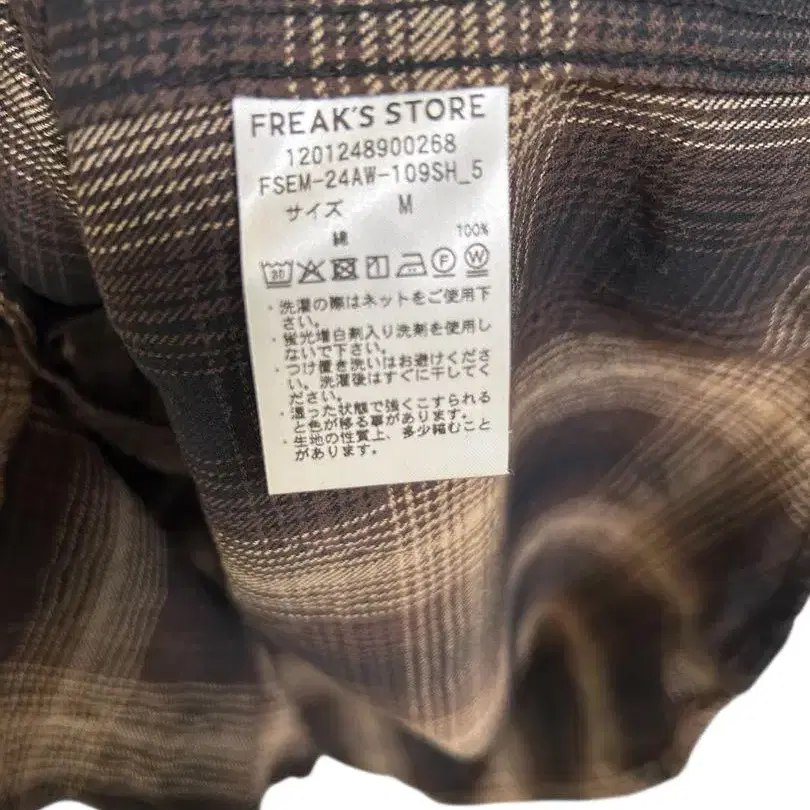 FREAK'S STORE
1201248900268
FSEM-24AW-109SH_5
サイズ M
綿 100%
30 F W
・洗濯の際はネットをご使用下
さい。
・蛍光増白剤入り洗剤を使用し
ないで下さい。
・つけ置き洗いはお避けくださ
い。洗濯後はすぐに干してく
ださい。
・湿った状態で強くこすられる
と色が移る事があります。
・生地の性質上、多少縮むこと
があります。